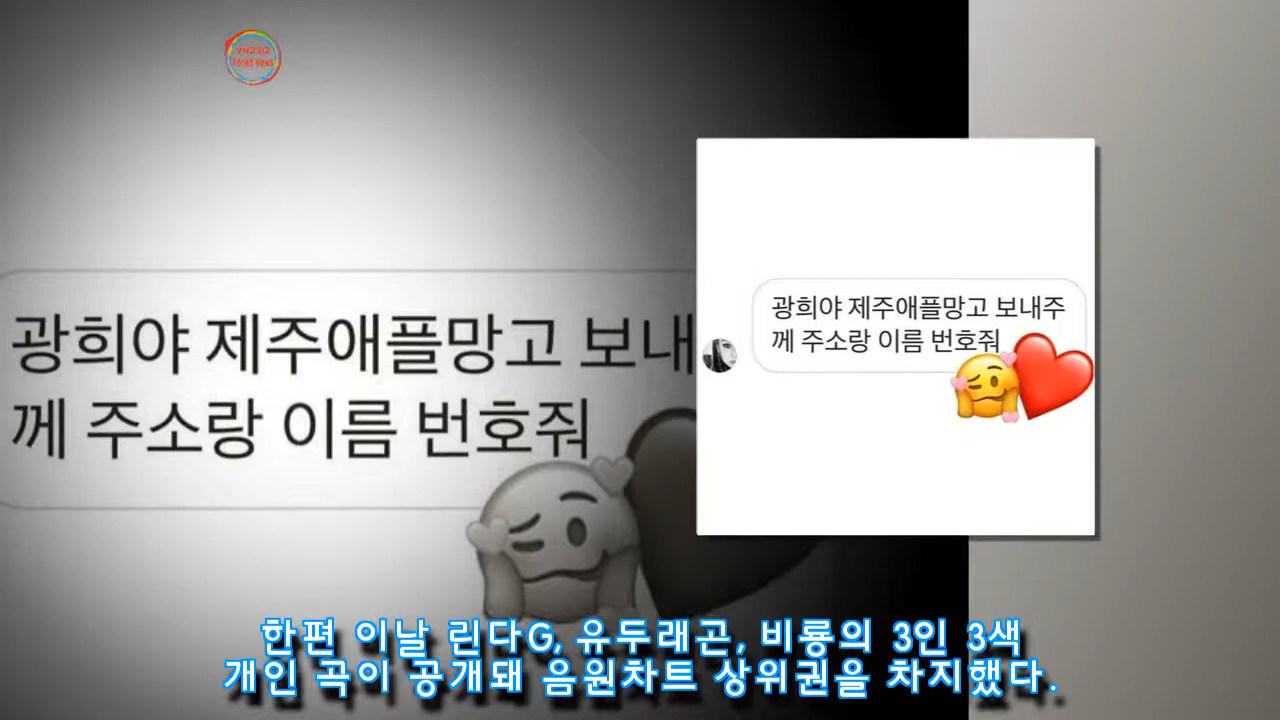 광희야 제주애플망고 보내
께 주소랑 이름 번호줘
광희야 제주애플망고 보내주
께 주소랑 이름 번호줘
한편 이날 린다G, 유두래곤, 비룡의 3인 3색
개인 곡이 공개돼 음원차트 상위권을 차지했다.